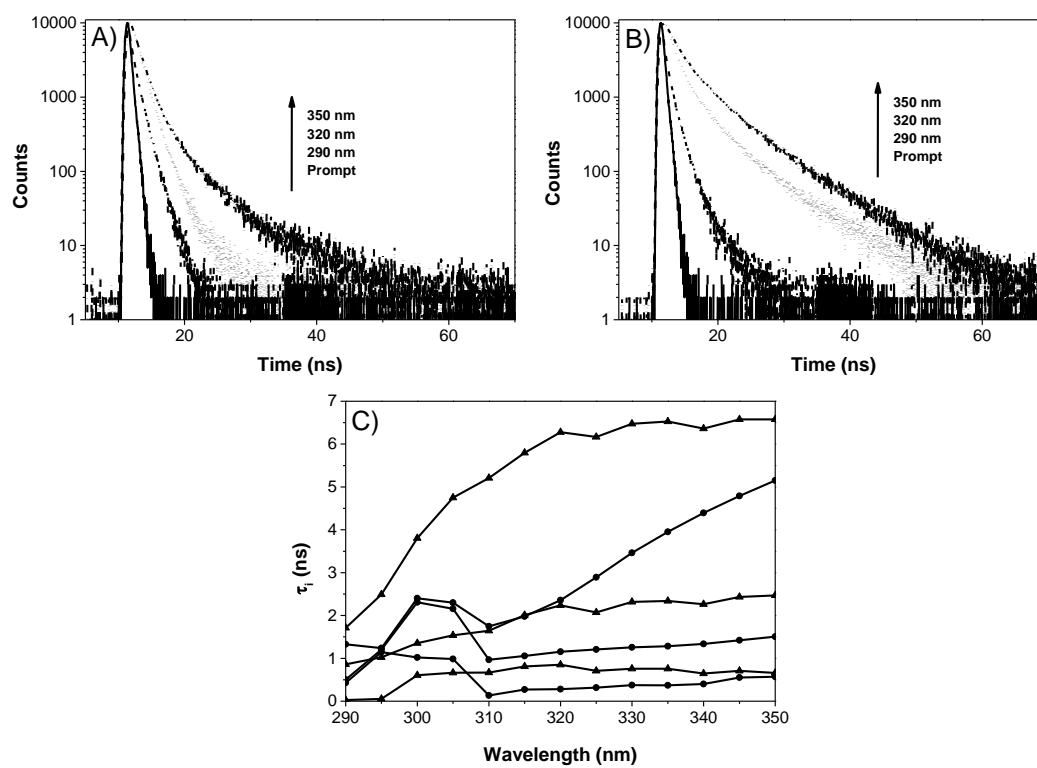 A)
10000
1000
100
10
1
Counts
350 nm
320 nm
290 nm
Prompt
20
40
60
Time (ns)
B)
10000
1000
100
10
1
Counts
350 nm
320 nm
290 nm
Prompt
20
40
60
Time (ns)
C)
7
6
5
4
3
2
1
0
τi (ns)
290
300
310
320
330
340
350
Wavelength (nm)